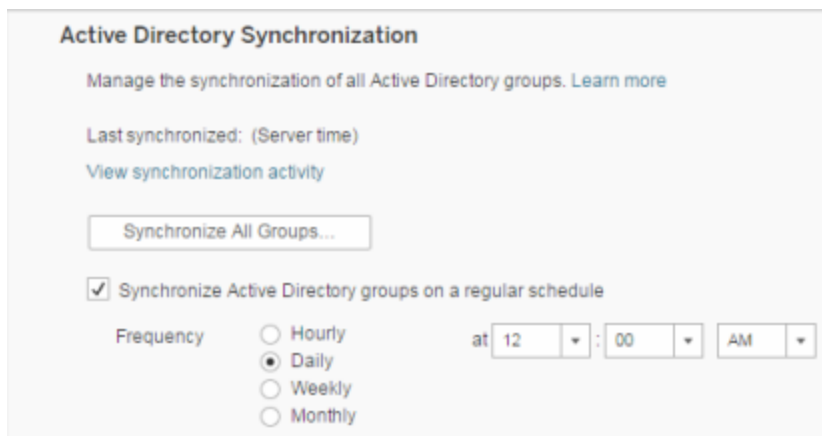 Active Directory Synchronization
Manage the synchronization of all Active Directory groups. Learn more
Last synchronized: (Server time)
View synchronization activity
Synchronize All Groups...
Synchronize Active Directory groups on a regular schedule
Frequency Hourly at 12 : 00 AM
Daily
Weekly
Monthly